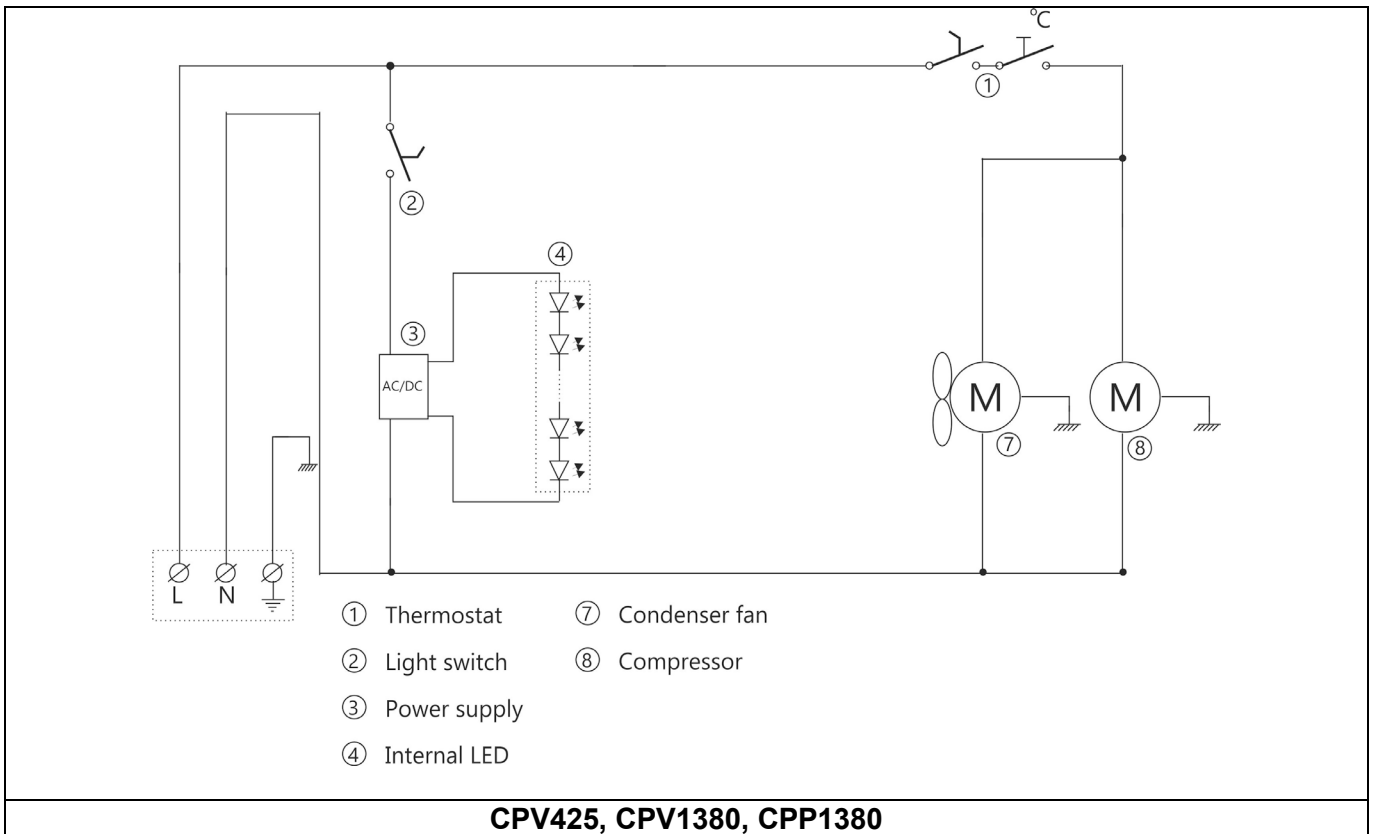 °C
①
②
④
③
AC/DC
M M
⑦ ⑧
L N
① Thermostat ⑦ Condenser fan
② Light switch ⑧ Compressor
③ Power supply
④ Internal LED
CPV425, CPV1380, CPP1380